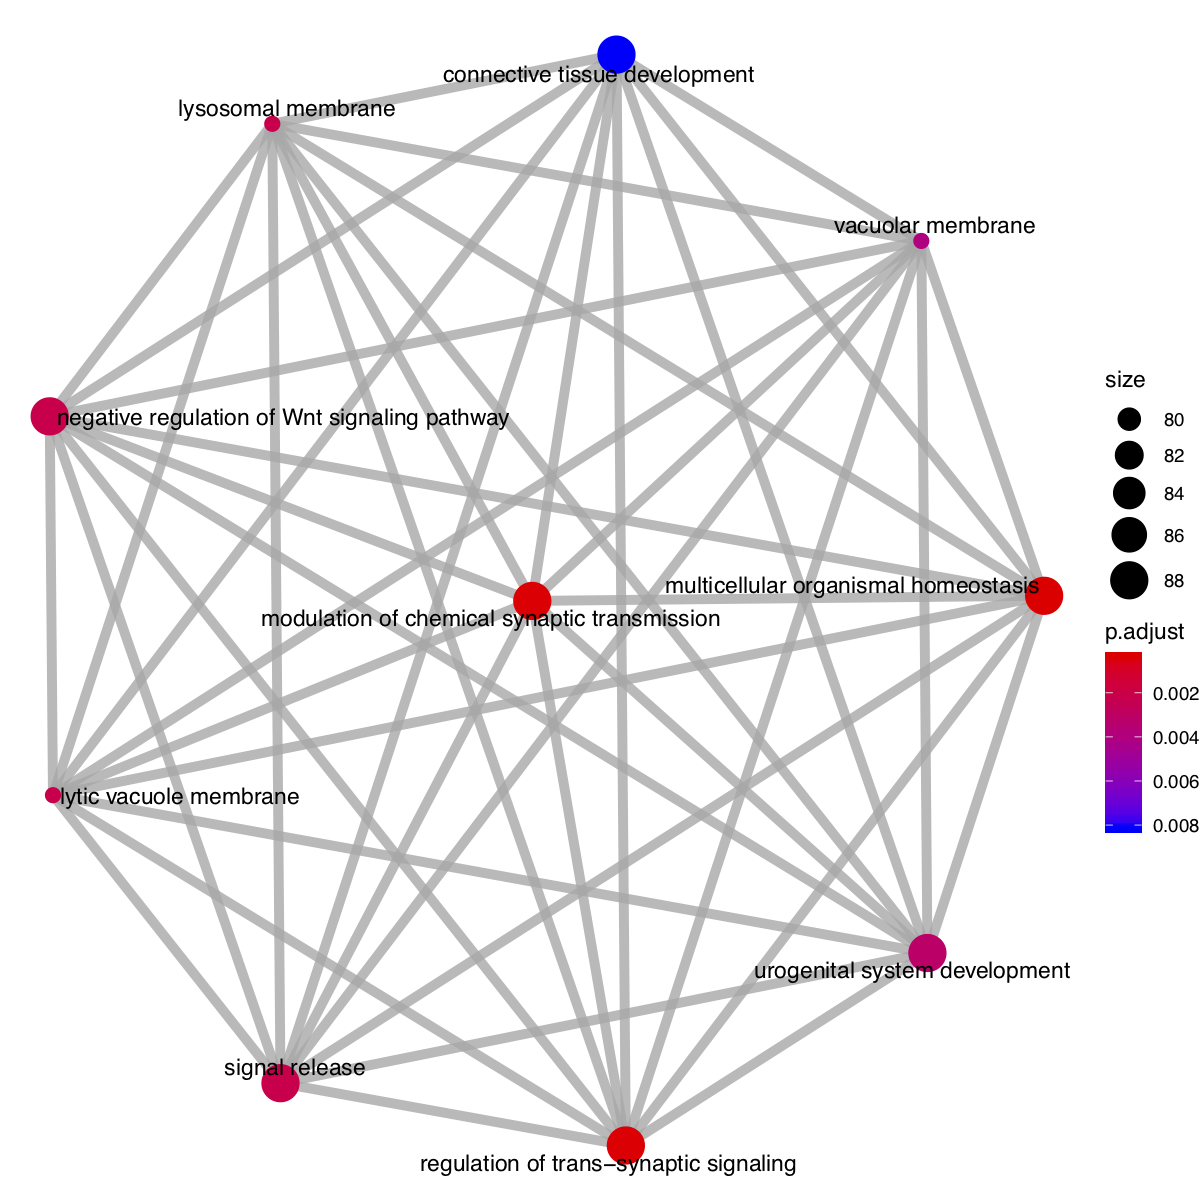 connective tissue development
lysosomal membrane
vacuolar membrane
negative regulation of Wnt signaling pathway
multicellular organismal homeostasis
modulation of chemical synaptic transmission
lytic vacuole membrane
urogenital system development
signal release
regulation of trans−synaptic signaling
size
80
82
84
86
88
p.adjust
0.002
0.004
0.006
0.008